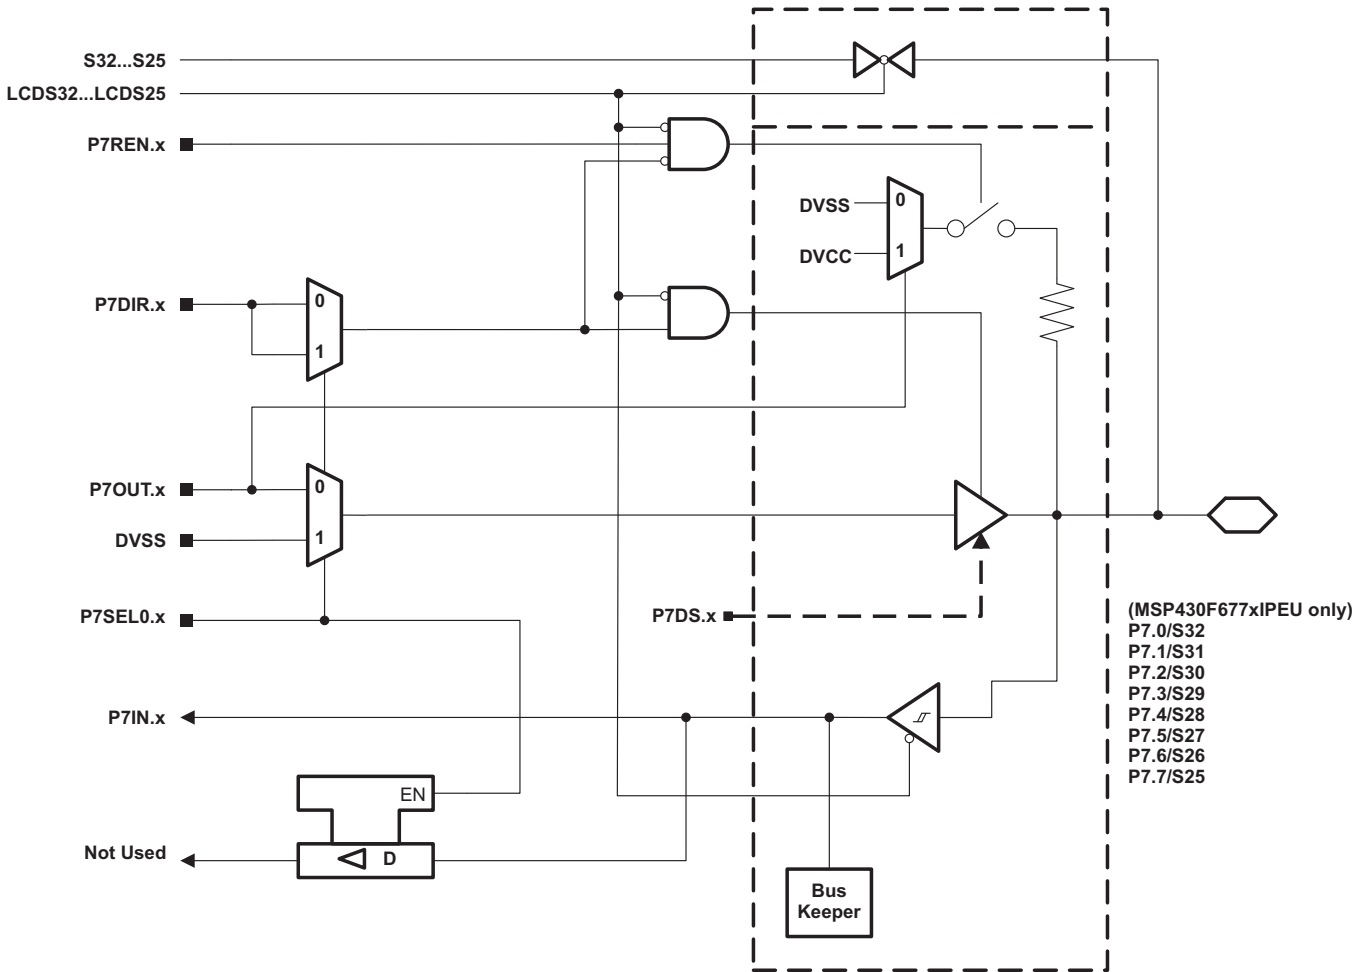 S32...S25
LCDS32...LCDS25
P7REN.x
DVSS
0
DVCC
1
P7DIR.x
0
1
P7OUT.x
0
DVSS
1
P7SEL0.x
P7DS.x
(MSP430F677xIPEU only)
P7.0/S32
P7.1/S31
P7.2/S30
P7.3/S29
P7.4/S28
P7.5/S27
P7.6/S26
P7.7/S25
P7IN.x
EN
Not Used
D
Bus
Keeper